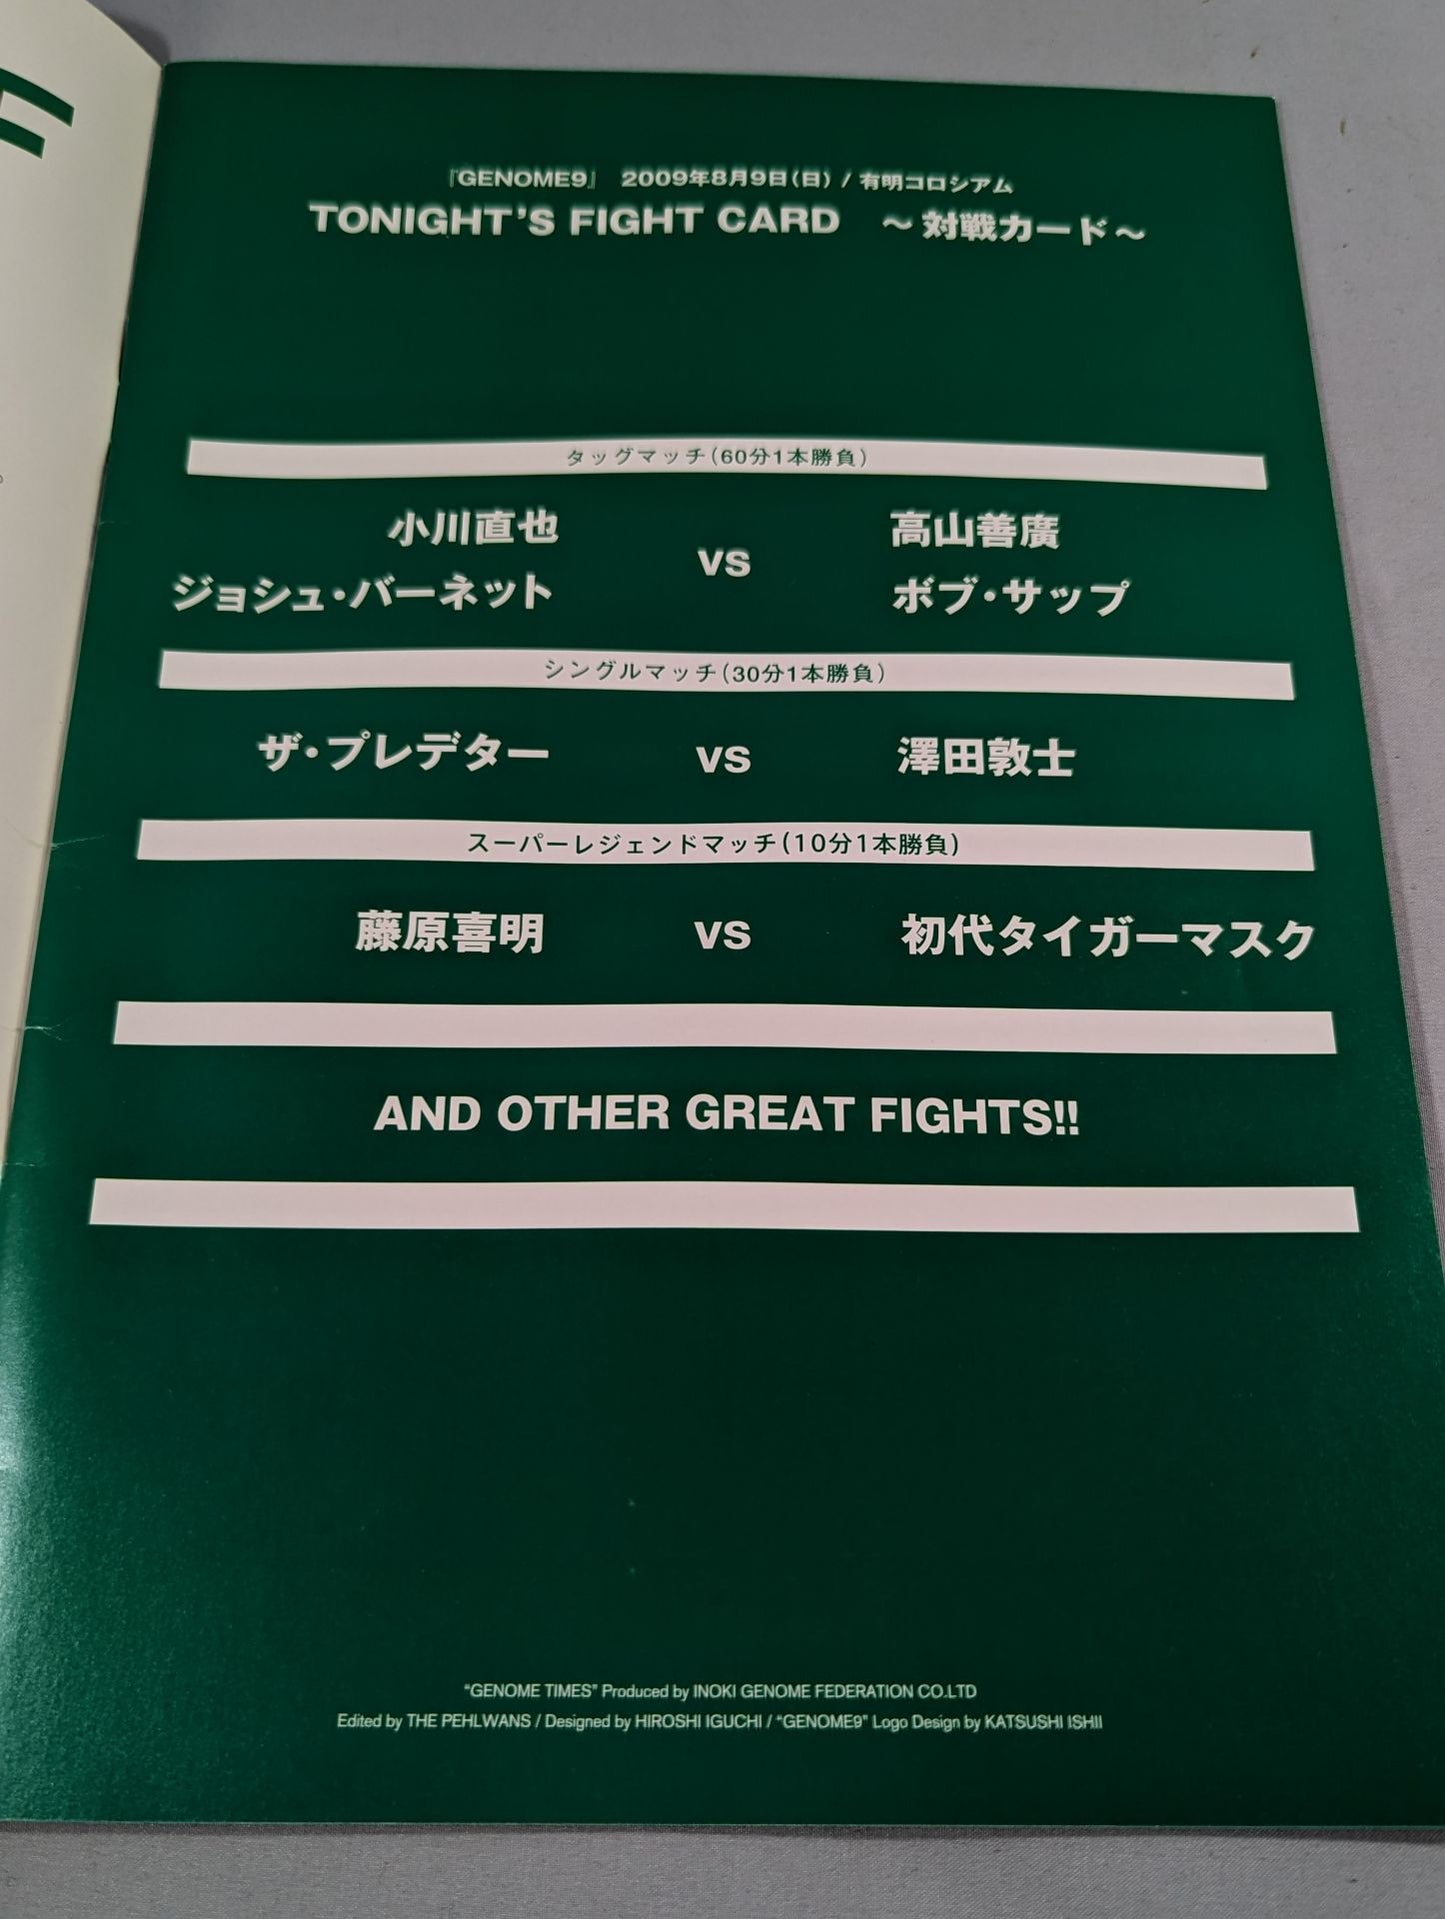 『GENOME9』 2009年8月9日(日) / 有明コロシアム
TONIGHT'S FIGHT CARD ～対戦カード～
タッグマッチ(60分1本勝負)
小川直也
ジョシュ・バーネット
VS
高山善廣
ボブ・サップ
シングルマッチ(30分1本勝負)
ザ・プレデター VS 澤田敦士
スーパーレジェンドマッチ(10分1本勝負)
藤原喜明 VS 初代タイガーマスク
AND OTHER GREAT FIGHTS!!
"GENOME TIMES" Produced by INOKI GENOME FEDERATION CO.LTD
Edited by THE PEHLWANS / Designed by HIROSHI IGUCHI / "GENOME9" Logo Design by KATSUSHI ISHII